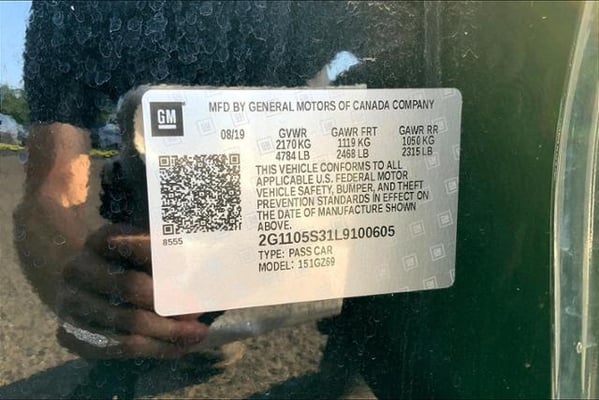 MFD BY GENERAL MOTORS OF CANADA COMPANY
GM
08/19 GVWR GAWR FRT GAWR RR
2170 KG 1119 KG 1050 KG
4784 LB 2468 LB 2315 LB
THIS VEHICLE CONFORMS TO ALL
APPLICABLE U.S. FEDERAL MOTOR
VEHICLE SAFETY, BUMPER, AND THEFT
PREVENTION STANDARDS IN EFFECT ON
THE DATE OF MANUFACTURE SHOWN
ABOVE.
8555
2G1105S31L9100605
TYPE: PASS CAR
MODEL: 151GZ69